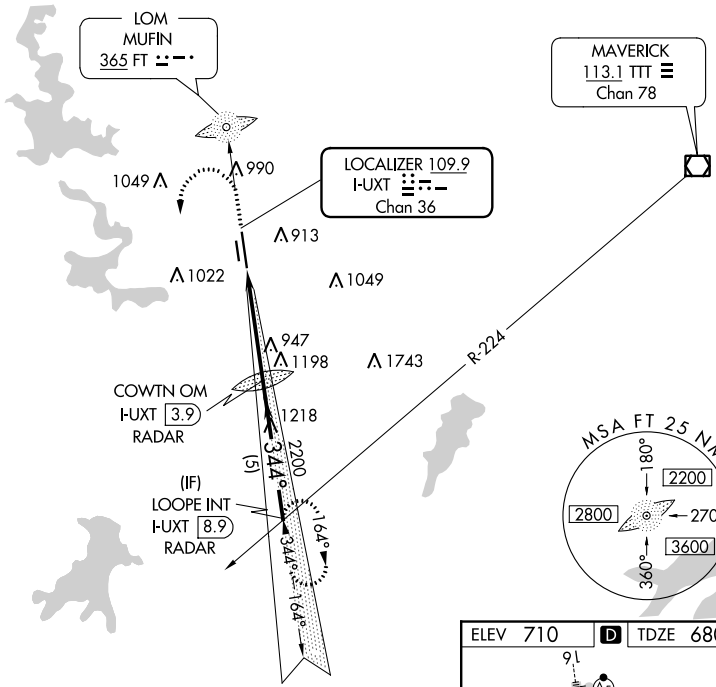 LOM
MUFIN
365 FT
MAVERICK
113.1 TTT
Chan 78
LOCALIZER 109.9
I-UXT
Chan 36
1049
990
913
1022
1049
947
1198
1743
R-224
COWTN OM
I-UXT 3.9
RADAR
1218
344°
2200
(5)
(IF)
LOOPE INT
I-UXT 8.9
RADAR
164°
344°
164°
MSA FT 25 NM
180°
2200
2800
270
3600
360°
ELEV 710
D
TDZE 680
16